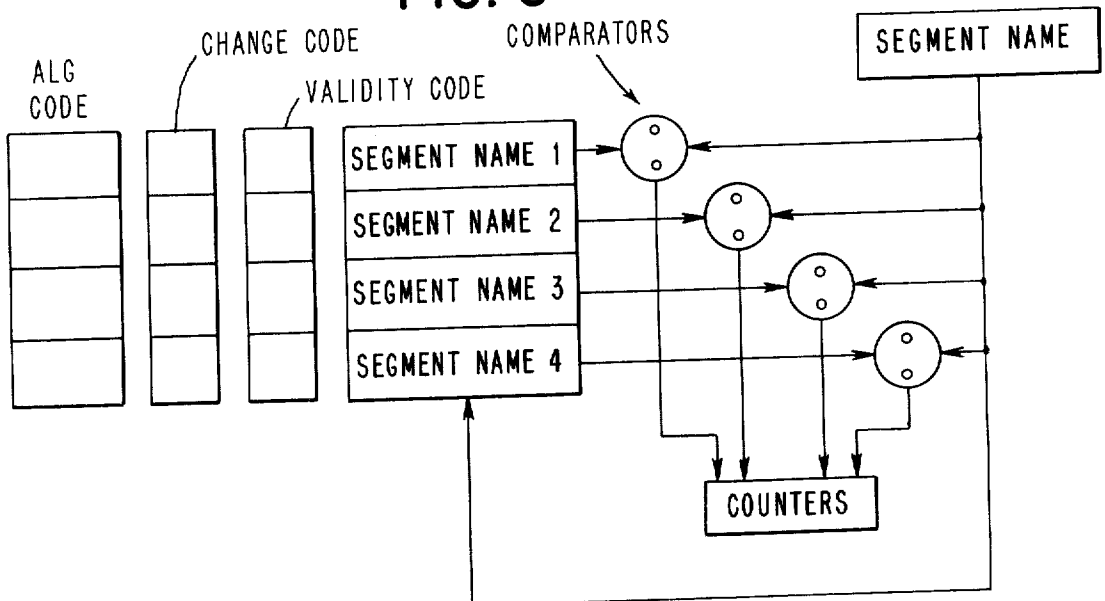 CHANGE CODE
COMPARATORS
SEGMENT NAME
ALG
CODE
VALIDITY CODE
SEGMENT NAME 1
SEGMENT NAME 2
SEGMENT NAME 3
SEGMENT NAME 4
COUNTERS